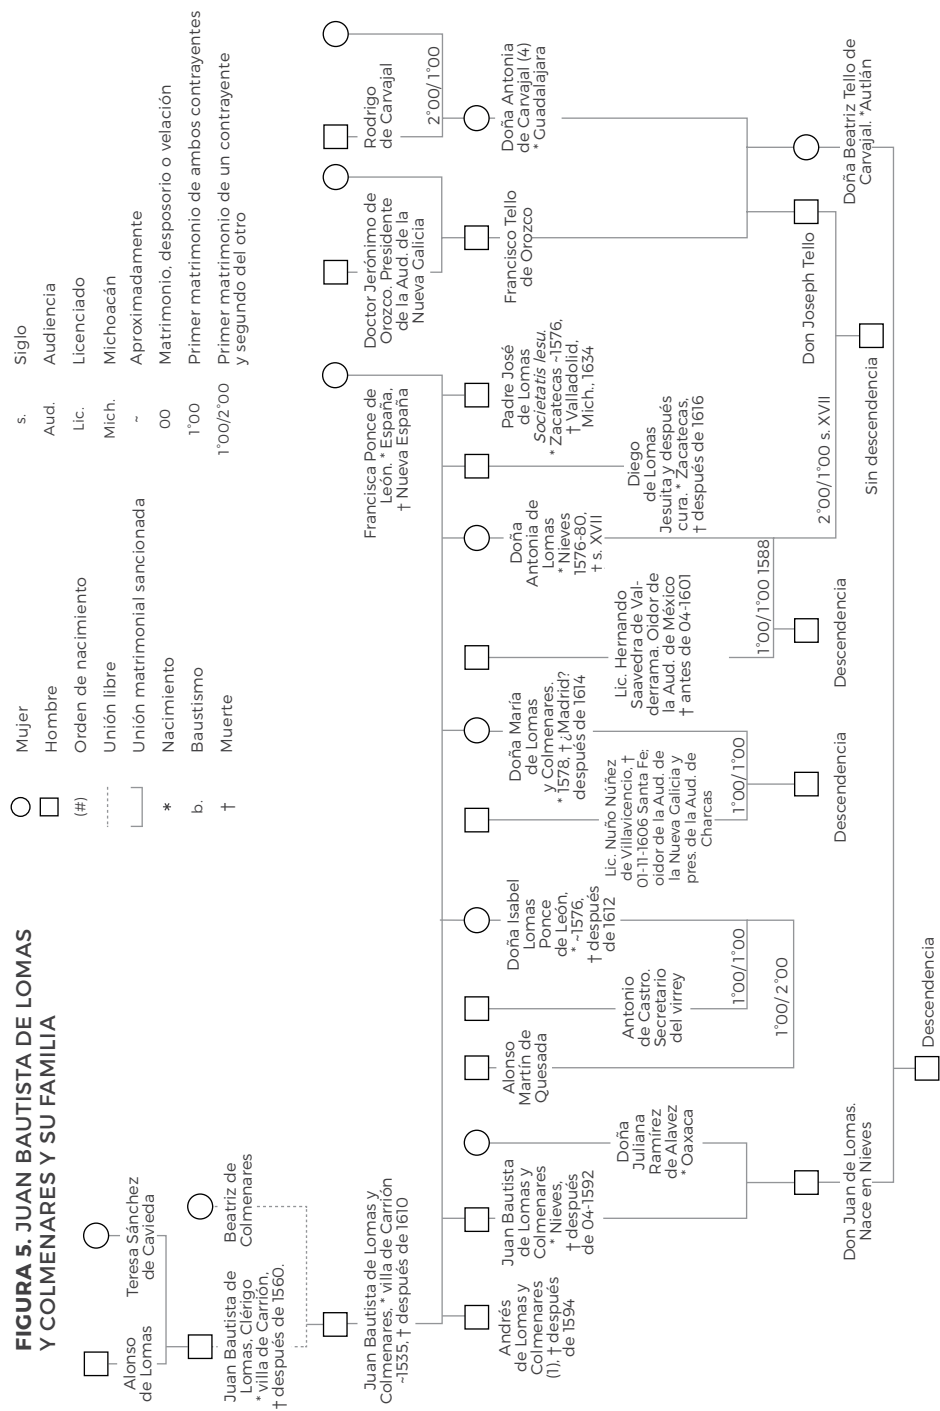 FIGURA 5. JUAN BAUTISTA DE LOMAS
Y COLMENARES Y SU FAMILIA
Mujer
Hombre
(#) Orden de nacimiento
Unión libre
Unión matrimonial sancionada
* Nacimiento
b. Baustismo
† Muerte
s. Siglo
Aud. Audiencia
Lic. Licenciado
Mich. Michoacán
~ Aproximadamente
00 Matrimonio, desposorio o velación
1°00 Primer matrimonio de ambos contrayentes
1°00/2°00 Primer matrimonio de un contrayente
y segundo del otro
Alonso
de Lomas
Teresa Sánchez
de Cavieda
Juan Bautista de
Lomas, Clérigo
* villa de Carrión,
† después de 1560.
Beatriz de
Colmenares
Juan Bautista de Lomas y
Colmenares, * villa de Carrión
~1535, † después de 1610
Francisca Ponce de
León. * España,
† Nueva España
Doctor Jerónimo de
Orozco. Presidente
de la Aud. de la
Nueva Galicia
Rodrigo
de Carvajal
2°00/1°00
Andrés
de Lomas y
Colmenares
(1), † después
de 1594
Juan Bautista
de Lomas y
Colmenares
* Nieves,
† después
de 04-1592
Doña
Juliana
Ramírez
de Alavez
* Oaxaca
Alonso
Martín de
Quesada
Antonio
de Castro.
Secretario
del virrey
Doña Isabel
Lomas
Ponce
de León.
* ~1576,
† después
de 1612
1°00/1°00
1°00/2°00
Lic. Nuño Núñez
de Villavicencio, †
01-11-1606 Santa Fe;
oidor de la Aud. de
la Nueva Galicia y
pres. de la Aud. de
Charcas
Doña María
de Lomas
y Colmenares.
* 1578, † ¿Madrid?
después de 1614
1°00/1°00
Lic. Hernando
Saavedra de Val-
derrama. Oidor de
la Aud. de México
† antes de 04-1601
Doña
Antonia de
Lomas
* Nieves
1576-80,
† s. XVII
1°00/1°00 1588
Diego
de Lomas
Jesuita y después
cura. * Zacatecas,
† después de 1616
Padre José
de Lomas
Societatis Iesu.
* Zacatecas ~1576,
† Valladolid,
Mich. 1634
Francisco Tello
de Orozco
Doña Antonia
de Carvajal (4)
* Guadalajara
2°00/1°00 s. XVII
Don Juan de Lomas.
Nace en Nieves
Descendencia
Descendencia
Don Joseph Tello
Doña Beatriz Tello de
Carvajal. *Autlán
Descendencia
Sin descendencia